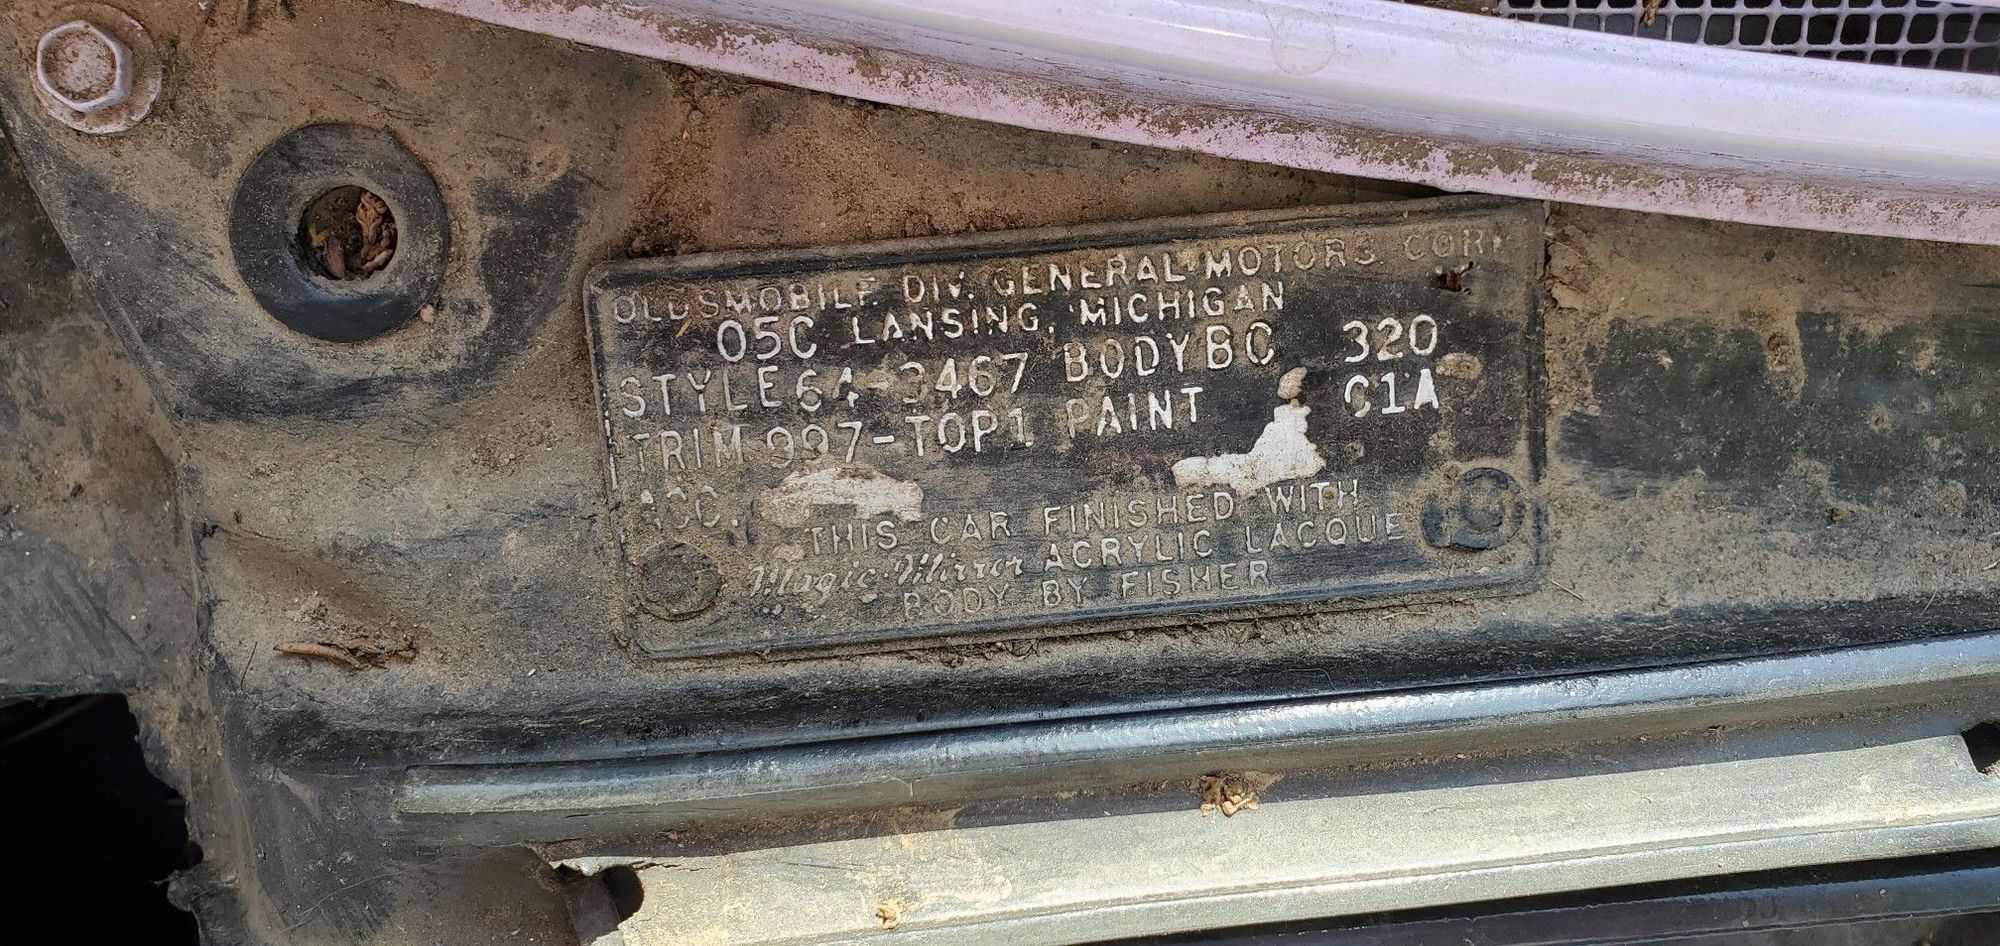 OLDSMOBILE DIV. GENERAL MOTORS CORP
05C LANSING, MICHIGAN
STYLE 64-3467 BODY BC 320
TRIM 997-TOP1 PAINT C1A
ACC.
THIS CAR FINISHED WITH
Magic-Mirror ACRYLIC LACQUE
BODY BY FISHER